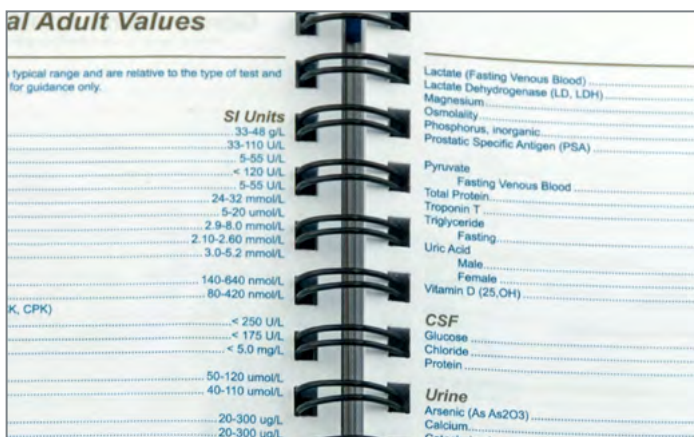 al Adult Values
typical range and are relative to the type of test and
for guidance only.
SI Units
33-48 g/L
33-110 U/L
5-55 U/L
< 120 U/L
5-55 U/L
24-32 mmol/L
5-20 umol/L
2.9-8.0 mmol/L
2.10-2.60 mmol/L
3.0-5.2 mmol/L
140-640 nmol/L
80-420 nmol/L
K, CPK)
< 250 U/L
< 175 U/L
< 5.0 mg/L
50-120 umol/L
40-110 umol/L
20-300 ug/L
20-300 ug/L
Lactate (Fasting Venous Blood)
Lactate Dehydrogenase (LD, LDH)
Magnesium
Osmolality
Phosphorus, inorganic
Prostatic Specific Antigen (PSA)
Pyruvate
Fasting Venous Blood
Total Protein
Troponin T
Triglyceride
Fasting
Uric Acid
Male
Female
Vitamin D (25,OH)
CSF
Glucose
Chloride
Protein
Urine
Arsenic (As As2O3)
Calcium